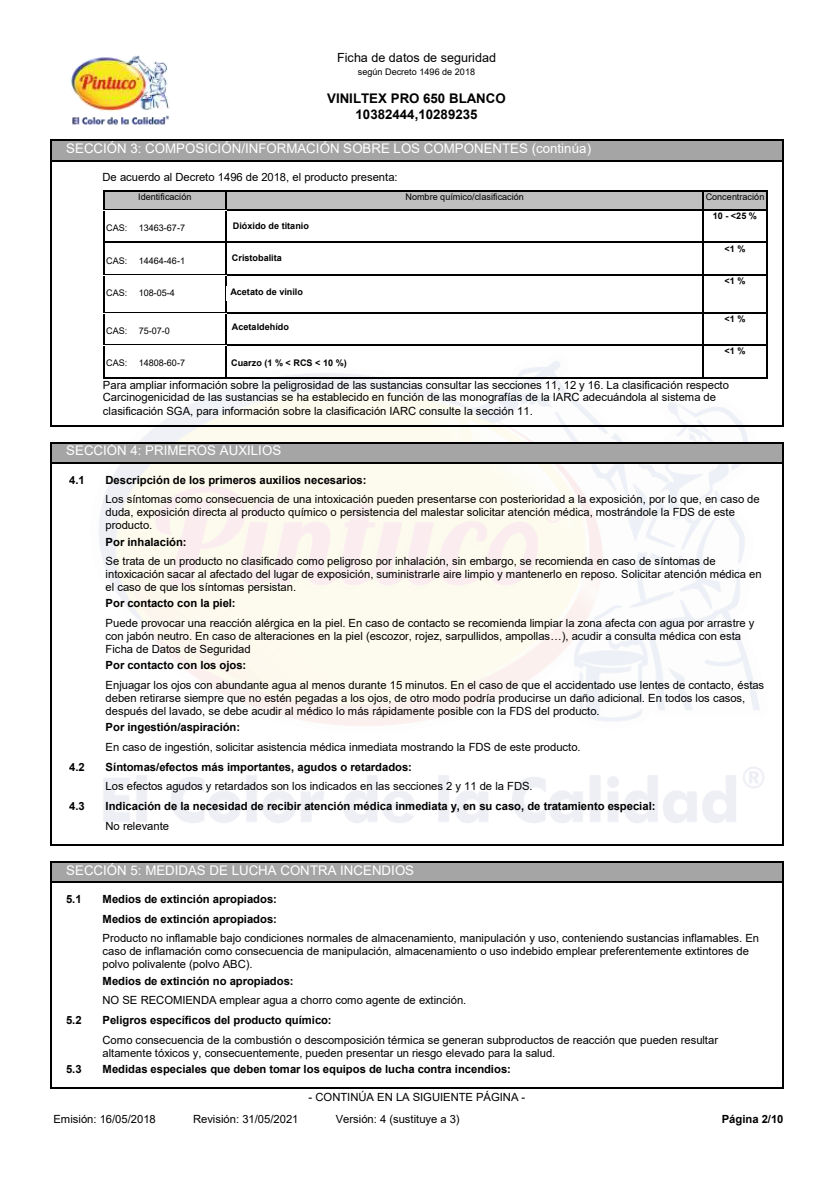 Pintuco®
El Color de la Calidad®
Ficha de datos de seguridad
según Decreto 1496 de 2018
VINILTEX PRO 650 BLANCO
10382444,10289235
SECCIÓN 3: COMPOSICIÓN/INFORMACIÓN SOBRE LOS COMPONENTES (continúa)
De acuerdo al Decreto 1496 de 2018, el producto presenta:
Identificación Nombre químico/clasificación Concentración
CAS: 13463-67-7 Dióxido de titanio 10 - <25 %
CAS: 14464-46-1 Cristobalita <1 %
CAS: 108-05-4 Acetato de vinilo <1 %
CAS: 75-07-0 Acetaldehído <1 %
CAS: 14808-60-7 Cuarzo (1 % < RCS < 10 %) <1 %
Para ampliar información sobre la peligrosidad de las sustancias consultar las secciones 11, 12 y 16. La clasificación respecto
Carcinogenicidad de las sustancias se ha establecido en función de las monografías de la IARC adecuándola al sistema de
clasificación SGA, para información sobre la clasificación IARC consulte la sección 11.
SECCIÓN 4: PRIMEROS AUXILIOS
4.1 Descripción de los primeros auxilios necesarios:
Los síntomas como consecuencia de una intoxicación pueden presentarse con posterioridad a la exposición, por lo que, en caso de
duda, exposición directa al producto químico o persistencia del malestar solicitar atención médica, mostrándole la FDS de este
producto.
Por inhalación:
Se trata de un producto no clasificado como peligroso por inhalación, sin embargo, se recomienda en caso de síntomas de
intoxicación sacar al afectado del lugar de exposición, suministrarle aire limpio y mantenerlo en reposo. Solicitar atención médica en
el caso de que los síntomas persistan.
Por contacto con la piel:
Puede provocar una reacción alérgica en la piel. En caso de contacto se recomienda limpiar la zona afecta con agua por arrastre y
con jabón neutro. En caso de alteraciones en la piel (escozor, rojez, sarpullidos, ampollas…), acudir a consulta médica con esta
Ficha de Datos de Seguridad
Por contacto con los ojos:
Enjuagar los ojos con abundante agua al menos durante 15 minutos. En el caso de que el accidentado use lentes de contacto, éstas
deben retirarse siempre que no estén pegadas a los ojos, de otro modo podría producirse un daño adicional. En todos los casos,
después del lavado, se debe acudir al médico lo más rápidamente posible con la FDS del producto.
Por ingestión/aspiración:
En caso de ingestión, solicitar asistencia médica inmediata mostrando la FDS de este producto.
4.2 Síntomas/efectos más importantes, agudos o retardados:
Los efectos agudos y retardados son los indicados en las secciones 2 y 11 de la FDS.
4.3 Indicación de la necesidad de recibir atención médica inmediata y, en su caso, de tratamiento especial:
No relevante
Pintuco
El Color de la Calidad®
SECCIÓN 5: MEDIDAS DE LUCHA CONTRA INCENDIOS
5.1 Medios de extinción apropiados:
Medios de extinción apropiados:
Producto no inflamable bajo condiciones normales de almacenamiento, manipulación y uso, conteniendo sustancias inflamables. En
caso de inflamación como consecuencia de manipulación, almacenamiento o uso indebido emplear preferentemente extintores de
polvo polivalente (polvo ABC).
Medios de extinción no apropiados:
NO SE RECOMIENDA emplear agua a chorro como agente de extinción.
5.2 Peligros específicos del producto químico:
Como consecuencia de la combustión o descomposición térmica se generan subproductos de reacción que pueden resultar
altamente tóxicos y, consecuentemente, pueden presentar un riesgo elevado para la salud.
5.3 Medidas especiales que deben tomar los equipos de lucha contra incendios:
- CONTINÚA EN LA SIGUIENTE PÁGINA -
Emisión: 16/05/2018 Revisión: 31/05/2021 Versión: 4 (sustituye a 3) Página 2/10